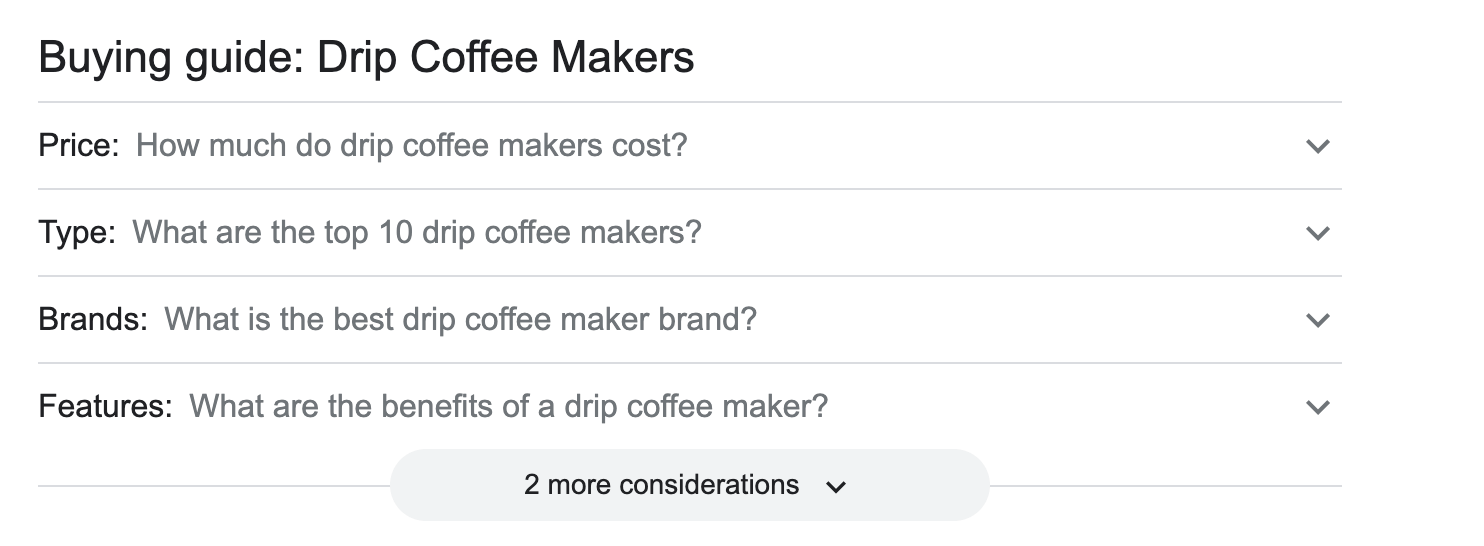 Buying guide: Drip Coffee Makers
Price: How much do drip coffee makers cost?
Type: What are the top 10 drip coffee makers?
Brands: What is the best drip coffee maker brand?
Features: What are the benefits of a drip coffee maker?
2 more considerations